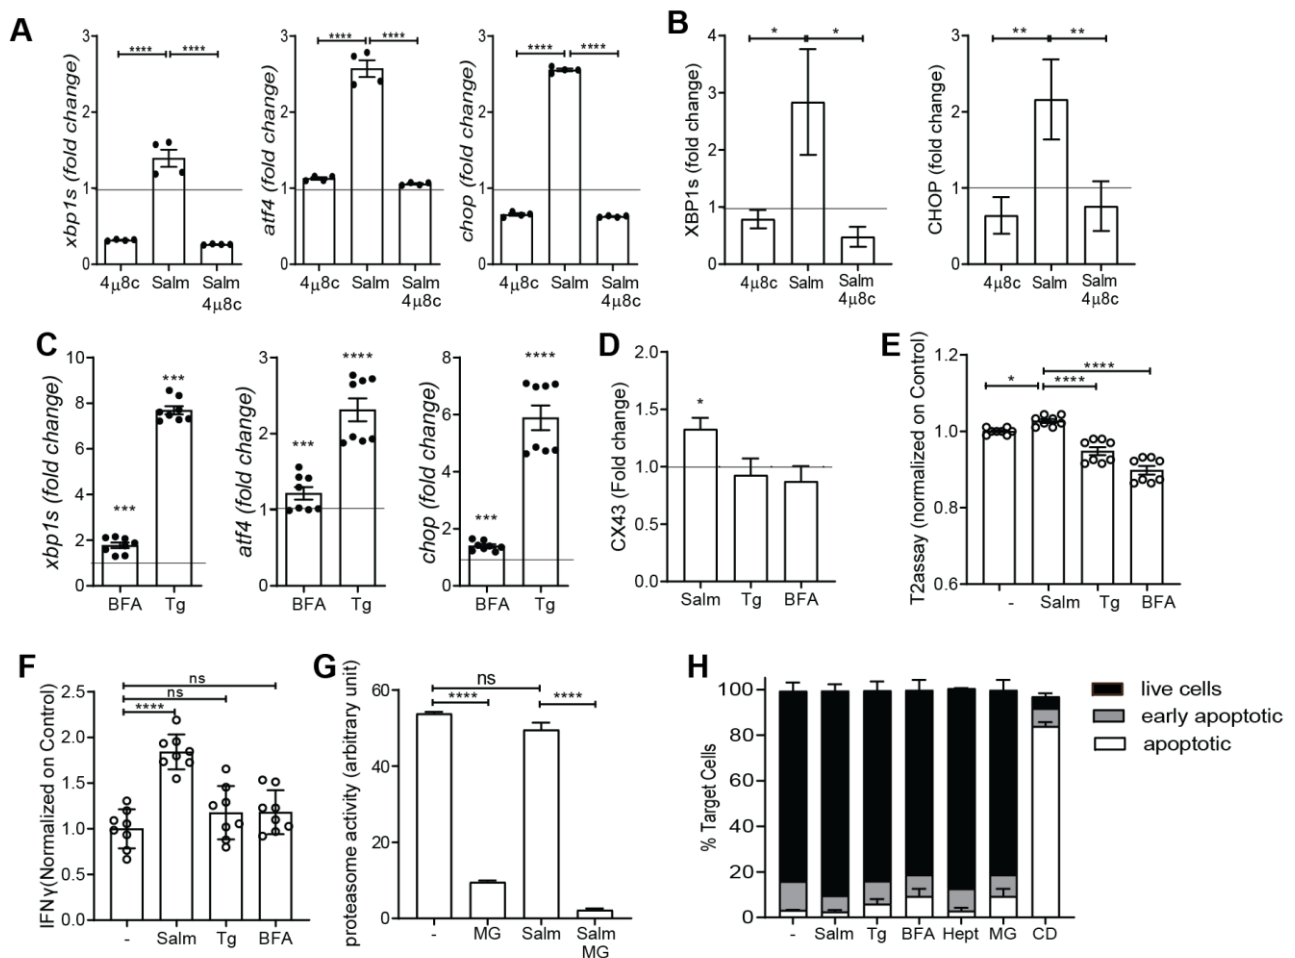 A
xbp1s (fold change)
3
2
1
0
**** ****
4µ8c Salm Salm
4µ8c
atf4 (fold change)
3
2
1
0
**** ****
4µ8c Salm Salm
4µ8c
chop (fold change)
3
2
1
0
**** ****
4µ8c Salm Salm
4µ8c
B
XBP1s (fold change)
4
3
2
1
0
* *
4µ8c Salm Salm
4µ8c
CHOP (fold change)
3
2
1
0
** **
4µ8c Salm Salm
4µ8c
C
xbp1s (fold change)
10
8
6
4
2
0
***
***
BFA Tg
atf4 (fold change)
3
2
1
0
***
****
BFA Tg
chop (fold change)
8
6
4
2
0
***
****
BFA Tg
D
CX43 (Fold change)
2.0
1.5
1.0
0.5
0.0
*
Salm Tg BFA
E
T2assay (normalized on Control)
1.2
1.0
0.8
0.6
****
* ****
- Salm Tg BFA
F
IFNγ(Normalized on Control)
2.5
2.0
1.5
1.0
0.5
0.0
ns
ns
****
- Salm Tg BFA
G
proteasome activity (arbitrary unit)
60
40
20
0
ns
**** ****
- MG Salm Salm
MG
H
% Target Cells
100
80
60
40
20
0
- Salm Tg BFA Hept MG CD
live cells
early apoptotic
apoptotic